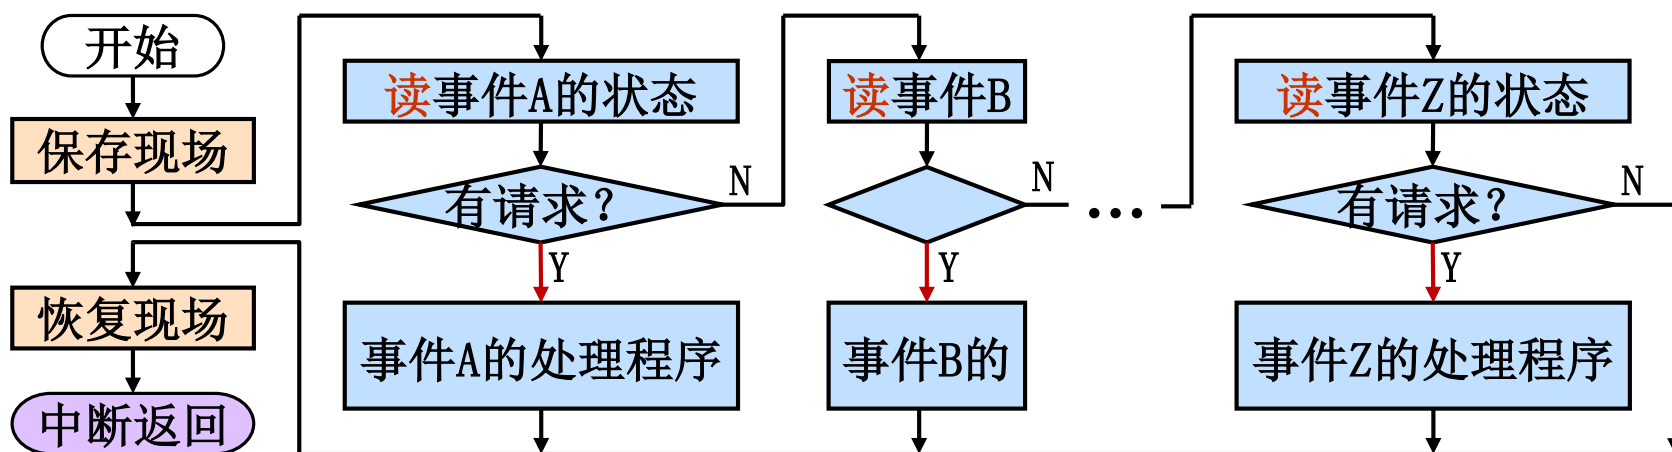 开始
保存现场
恢复现场
中断返回
读事件A的状态
有请求?
N
Y
事件A的处理程序
读事件B
N
Y
事件B的
...
读事件Z的状态
有请求?
N
Y
事件Z的处理程序